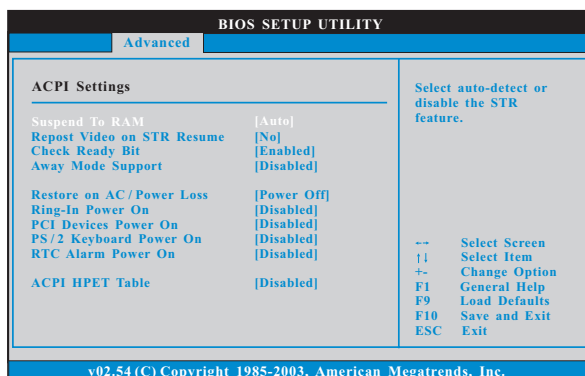 BIOS SETUP UTILITY
Advanced
ACPI Settings
Suspend To RAM [Auto]
Repost Video on STR Resume [No]
Check Ready Bit [Enabled]
Away Mode Support [Disabled]
Restore on AC / Power Loss [Power Off]
Ring-In Power On [Disabled]
PCI Devices Power On [Disabled]
PS / 2 Keyboard Power On [Disabled]
RTC Alarm Power On [Disabled]
ACPI HPET Table [Disabled]
Select auto-detect or
disable the STR
feature.
←→ Select Screen
↑↓ Select Item
+- Change Option
F1 General Help
F9 Load Defaults
F10 Save and Exit
ESC Exit
v02.54 (C) Copyright 1985-2003, American Megatrends, Inc.